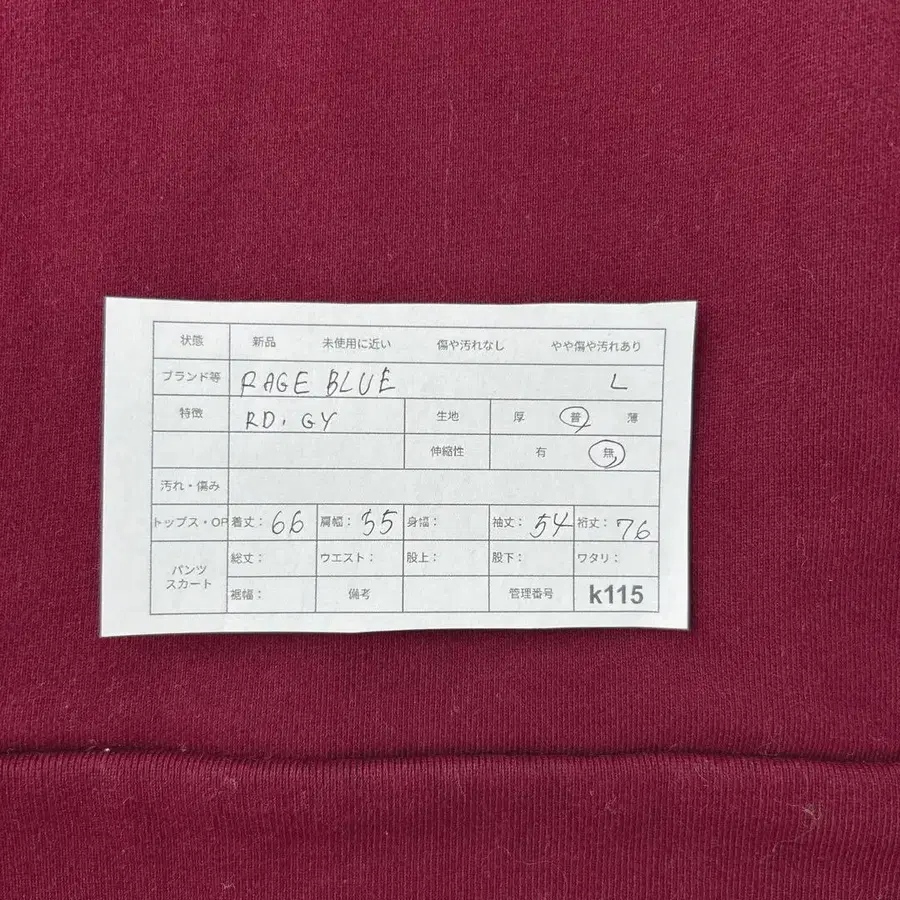 状態 新品 未使用に近い 傷や汚れなし やや傷や汚れあり
ブランド等 RAGE BLUE L
特徴 RD, GY 生地 厚 普 薄
伸縮性 有 無
汚れ・傷み
トップス・OP 着丈： 66 肩幅： 55 身幅： 袖丈： 54 裄丈： 76
パンツ
スカート
総丈： ウエスト： 股上： 股下： ワタリ：
裾幅： 備考 管理番号 k115